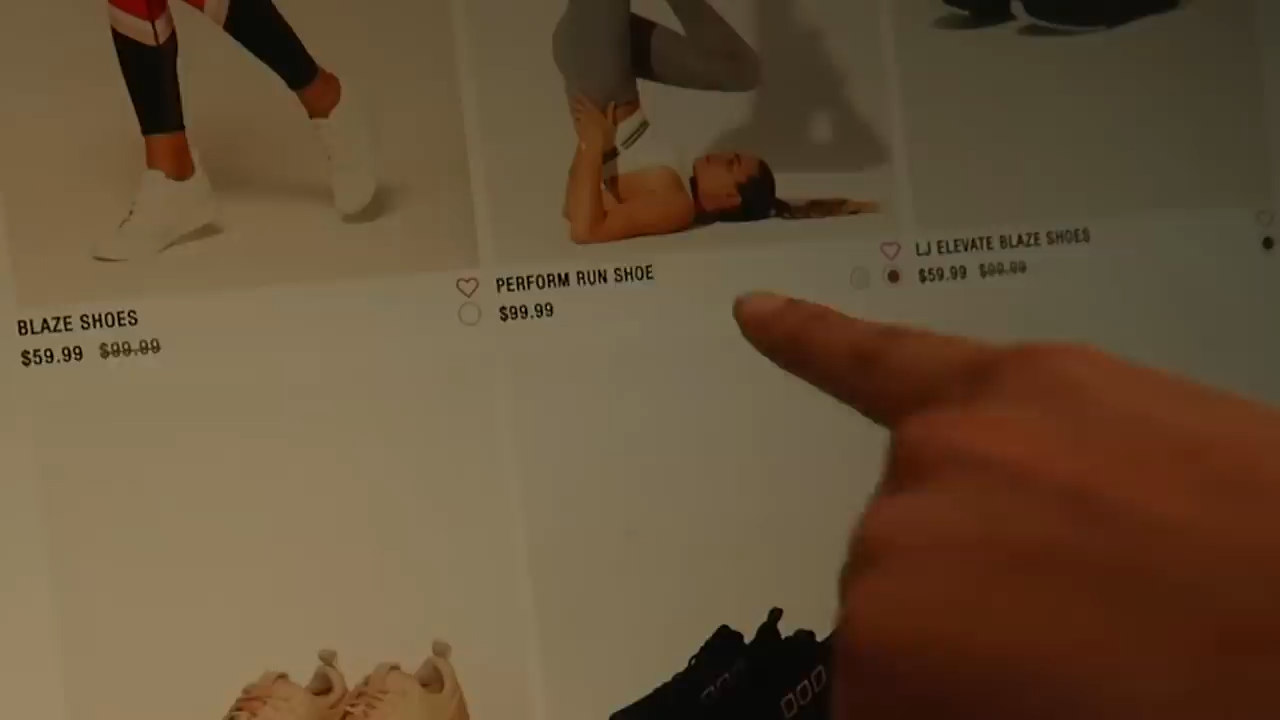 BLAZE SHOES
$59.99 $99.99
PERFORM RUN SHOE
$99.99
LJ ELEVATE BLAZE SHOES
$59.99 $99.99